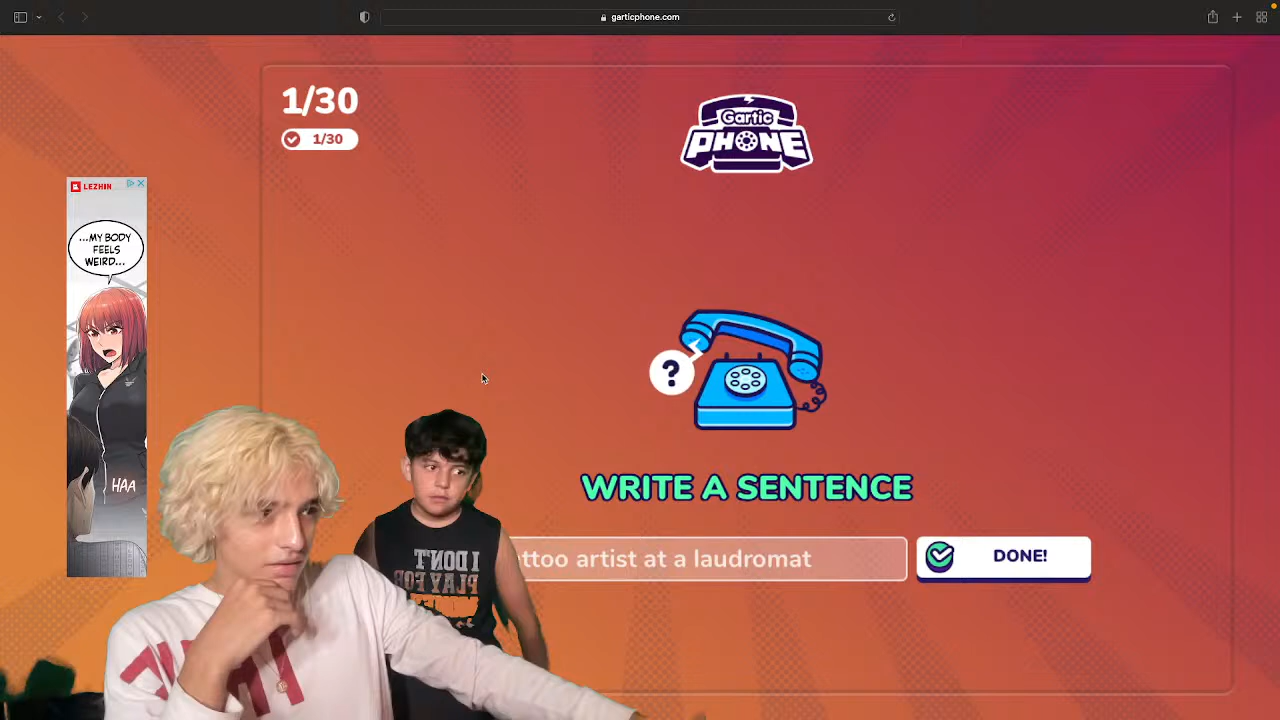 garticphone.com
1/30
1/30
Gartic
PHONE
LEZHIN
...MY BODY
FEELS
WEIRD...
HAA
?
WRITE A SENTENCE
ttoo artist at a laudromat
DONE!
I DON'T
PLAY FOR